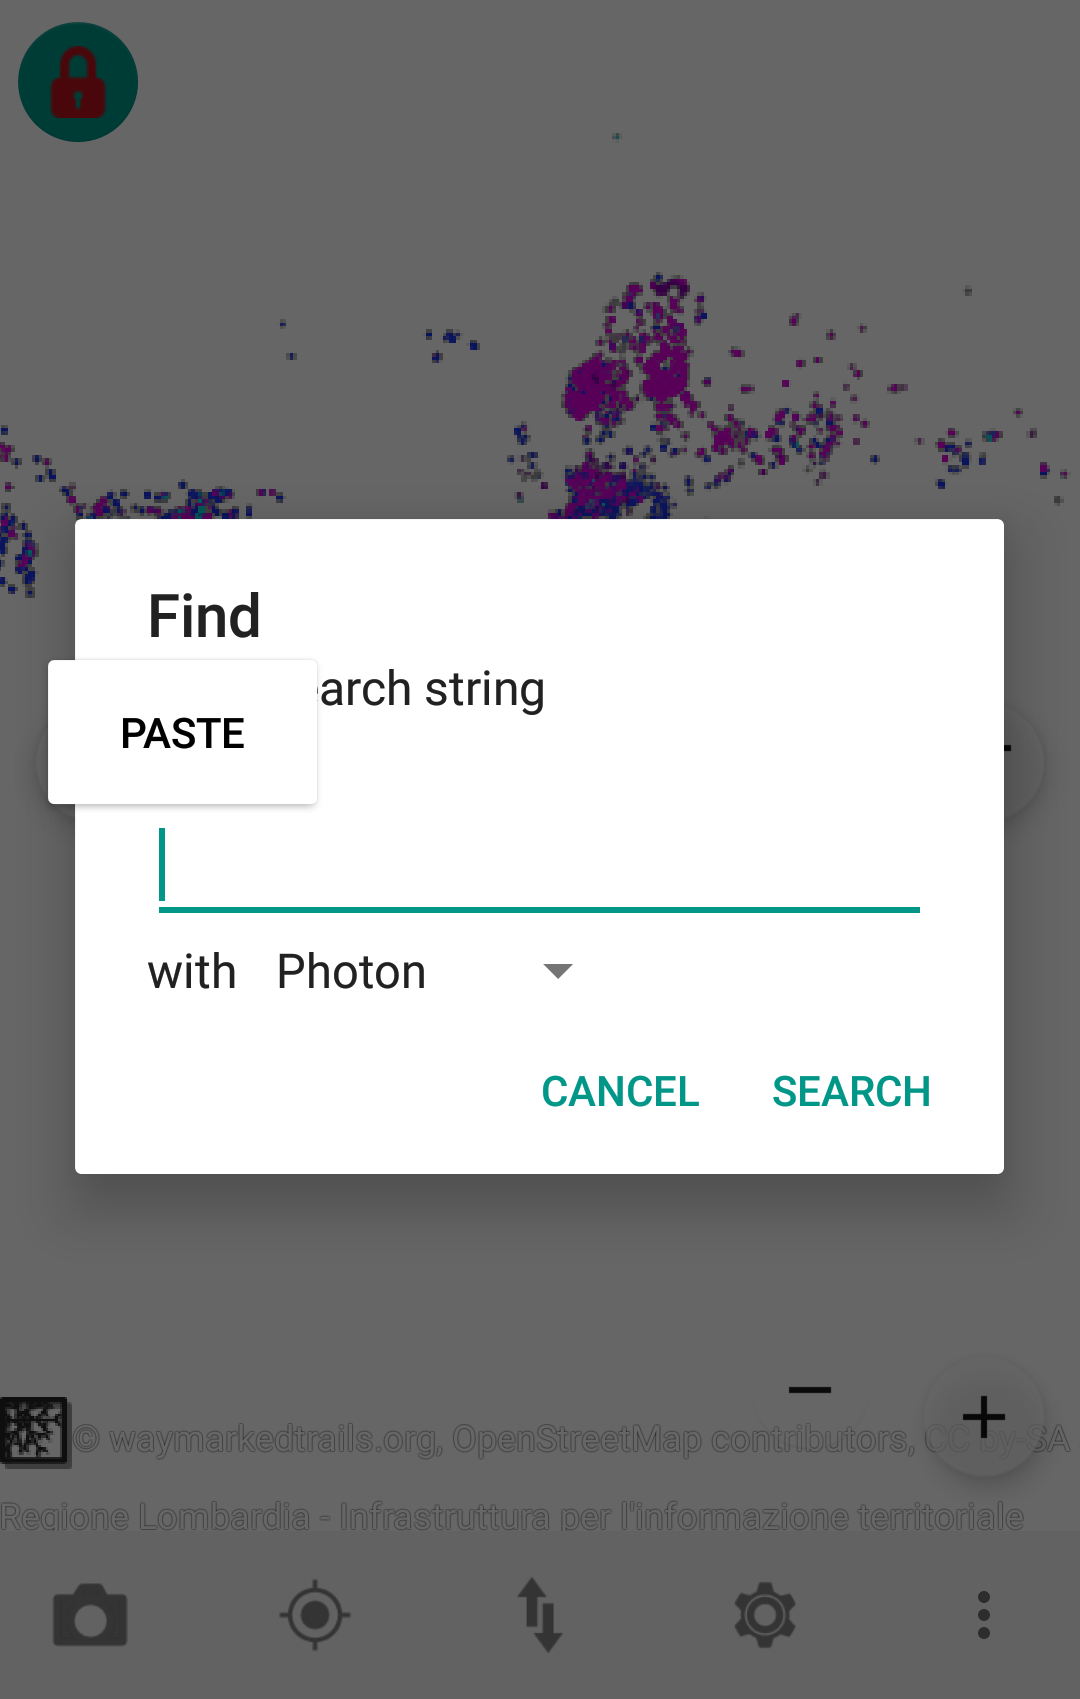 Find
earch string
PASTE
with Photon
CANCEL SEARCH
© waymarkedtrails.org, OpenStreetMap contributors, CC by-SA
Regione Lombardia - Infrastruttura per l'informazione territoriale